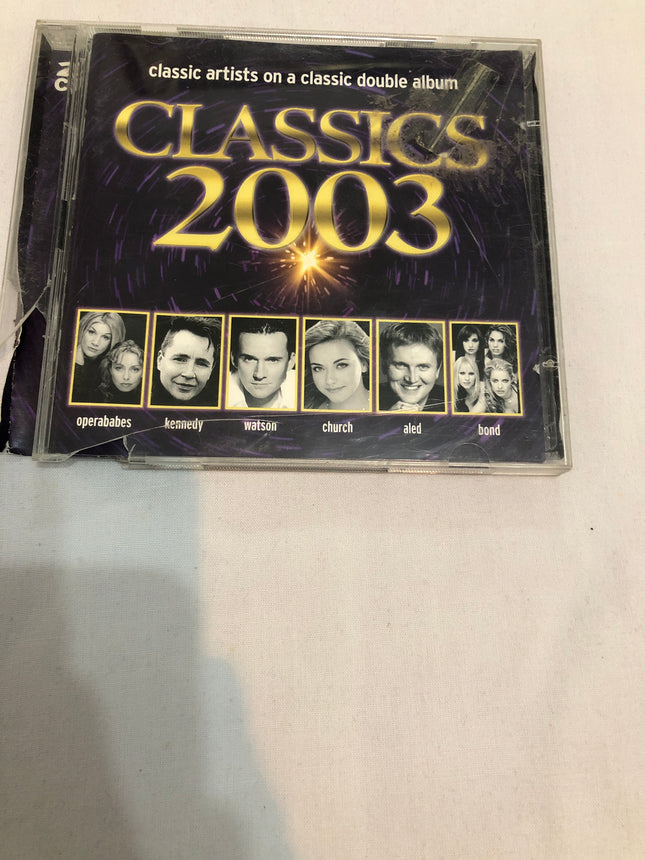 classic artists on a classic double album
CLASSICS
2003
operababes kennedy watson church aled bond